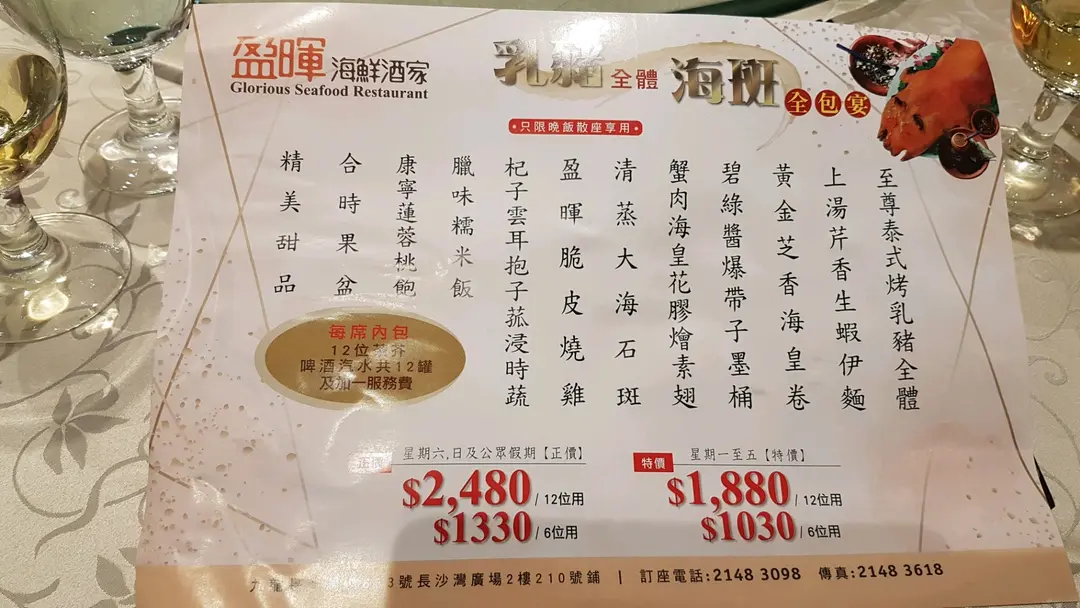 盈暉 海鮮酒家
Glorious Seafood Restaurant
乳豬全體 海斑全包宴
•只限晚飯散座享用•
至尊泰式烤乳豬全體
上湯芹香生蝦伊麵
黃金芝香海皇卷
碧綠醬爆帶子墨桶
蟹肉海皇花膠燴素翅
清蒸大海石斑
盈暉脆皮燒雞
杞子雲耳抱子菰浸時蔬
臘味糯米飯
康寧蓮蓉桃飽
合時果盆
精美甜品
每席內包
12位茶芥
啤酒汽水共12罐
及加一服務費
正價 星期六,日及公眾假期【正價】
$2,480 / 12位用
$1330 / 6位用
特價 星期一至五【特價】
$1,880 / 12位用
$1030 / 6位用
九龍 3號長沙灣廣場2樓210號鋪 | 訂座電話:2148 3098 傳真:2148 3618